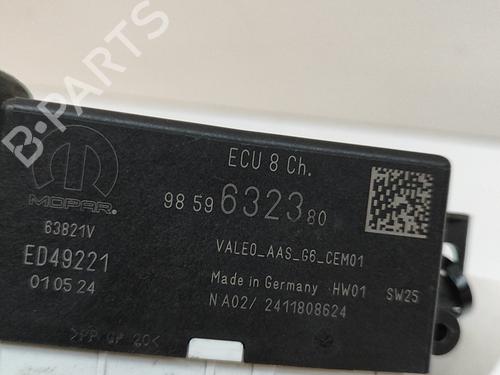 B-PARTS
MOPAR
63821V
ED49221
010524
>PP GF 20<
ECU 8 Ch.
98 59 6323 80
VALEO_AAS_G6_CEM01
Made in Germany HW01 SW25
NA02/ 2411808624